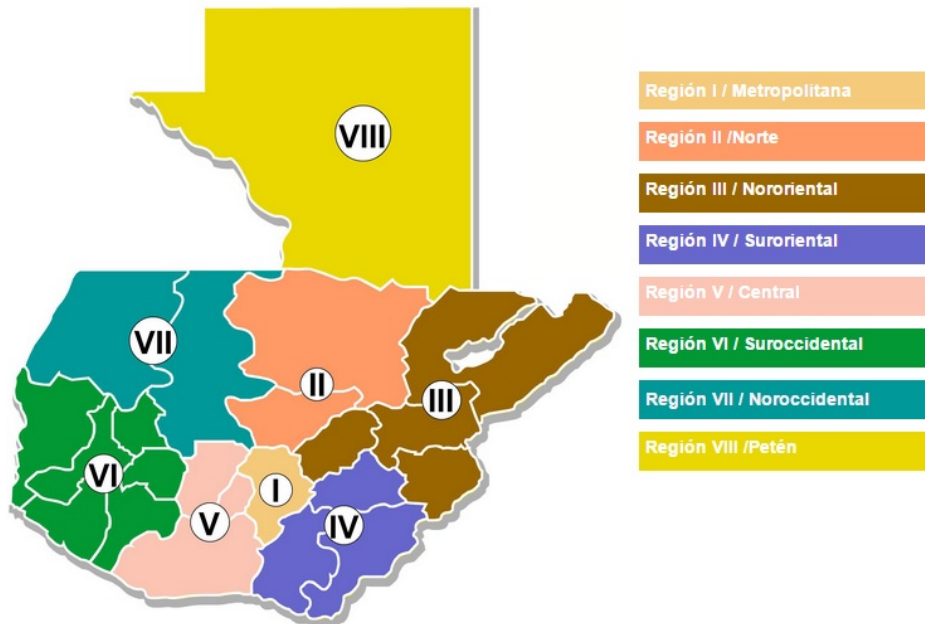 VIII
Región I / Metropolitana
Región II /Norte
Región III / Nororiental
Región IV / Suroriental
Región V / Central
Región VI / Suroccidental
Región VII / Noroccidental
Región VIII /Petén
VII
II
III
VI
I
V
IV